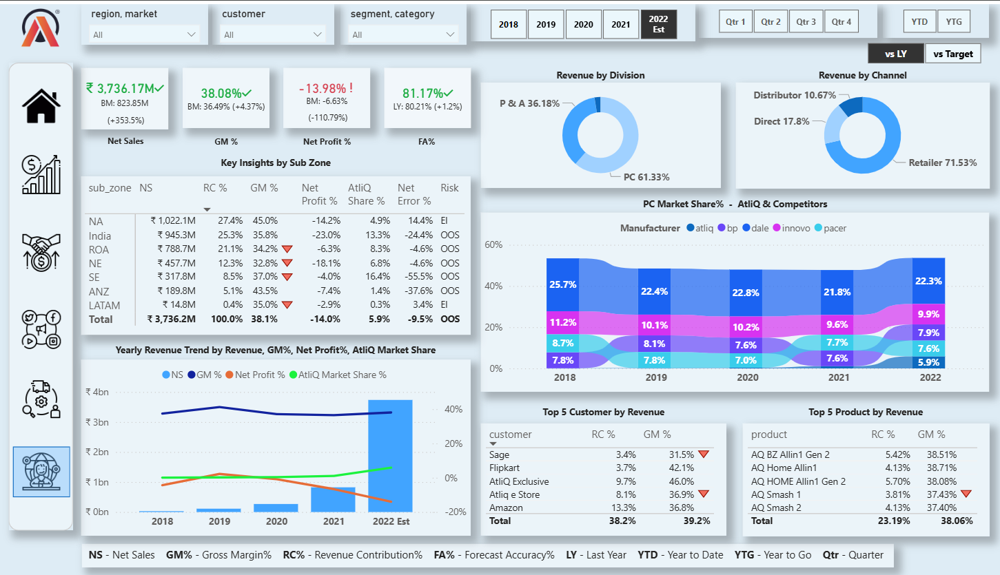 region, market
All
customer
All
segment, category
All
2018 2019 2020 2021 2022 Est
Qtr 1 Qtr 2 Qtr 3 Qtr 4
YTD YTG
vs LY vs Target
₹ 3,736.17M
BM: 823.85M
(+353.5%)
Net Sales
38.08%
BM: 36.49% (+4.37%)
GM %
-13.98% !
BM: -6.63%
(-110.79%)
Net Profit %
81.17%
LY: 80.21% (+1.2%)
FA%
Revenue by Division
P & A 36.18%
PC 61.33%
Revenue by Channel
Distributor 10.67%
Direct 17.8%
Retailer 71.53%
Key Insights by Sub Zone
sub_zone NS RC % GM % Net Profit % AtliQ Share % Net Error % Risk
NA ₹ 1,022.1M 27.4% 45.0% -14.2% 4.9% 14.4% EI
India ₹ 945.3M 25.3% 35.8% -23.0% 13.3% -24.4% OOS
ROA ₹ 788.7M 21.1% 34.2% -6.3% 8.3% -4.6% OOS
NE ₹ 457.7M 12.3% 32.8% -18.1% 6.8% -4.6% OOS
SE ₹ 317.8M 8.5% 37.0% -4.0% 16.4% -55.5% OOS
ANZ ₹ 189.8M 5.1% 43.5% -7.4% 1.4% -37.6% OOS
LATAM ₹ 14.8M 0.4% 35.0% -2.9% 0.3% 3.4% EI
Total ₹ 3,736.2M 100.0% 38.1% -14.0% 5.9% -9.5% OOS
PC Market Share% - AtliQ & Competitors
Manufacturer atliq bp dale innovo pacer
60%
40%
20%
0%
25.7% 22.4% 22.8% 21.8% 22.3%
11.2% 10.1% 10.2% 9.6% 9.9%
8.7% 8.1% 7.6% 7.7% 7.9%
7.8% 7.8% 7.0% 7.6% 7.6%
5.9%
2018 2019 2020 2021 2022
Yearly Revenue Trend by Revenue, GM%, Net Profit%, AtliQ Market Share
NS GM % Net Profit % AtliQ Market Share %
₹ 4bn
₹ 3bn
₹ 2bn
₹ 1bn
₹ 0bn
40%
20%
0%
-20%
2018 2019 2020 2021 2022 Est
Top 5 Customer by Revenue
customer RC % GM %
Sage 3.4% 31.5%
Flipkart 3.7% 42.1%
AtliQ Exclusive 9.7% 46.0%
Atliq e Store 8.1% 36.9%
Amazon 13.3% 36.8%
Total 38.2% 39.2%
Top 5 Product by Revenue
product RC % GM %
AQ BZ Allin1 Gen 2 5.42% 38.51%
AQ Home Allin1 4.13% 38.71%
AQ HOME Allin1 Gen 2 5.70% 38.08%
AQ Smash 1 3.81% 37.43%
AQ Smash 2 4.13% 37.40%
Total 23.19% 38.06%
NS - Net Sales GM% - Gross Margin% RC% - Revenue Contribution% FA% - Forecast Accuracy% LY - Last Year YTD - Year to Date YTG - Year to Go Qtr - Quarter